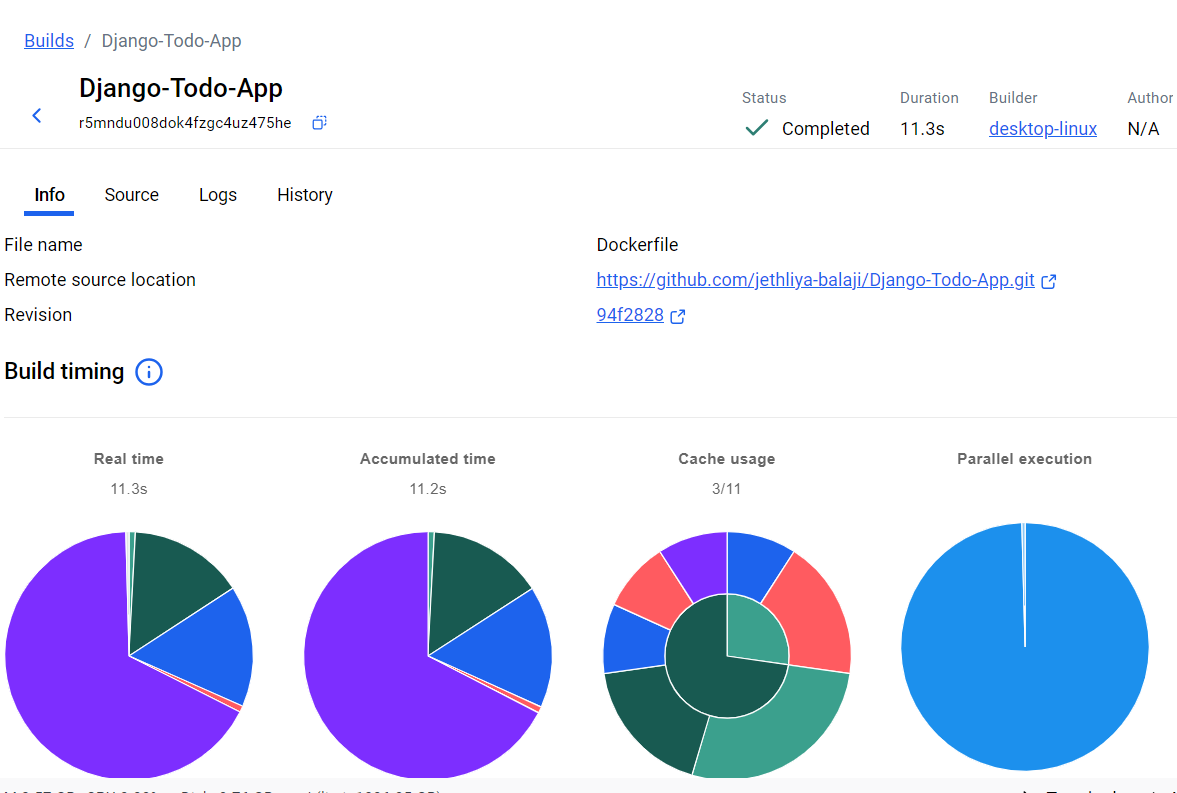 Builds / Django-Todo-App
Django-Todo-App
r5mndu008dok4fzgc4uz475he
Status Duration Builder Author
Completed 11.3s desktop-linux N/A
Info Source Logs History
File name Dockerfile
Remote source location https://github.com/jethliya-balaji/Django-Todo-App.git
Revision 94f2828
Build timing
Real time Accumulated time Cache usage Parallel execution
11.3s 11.2s 3/11